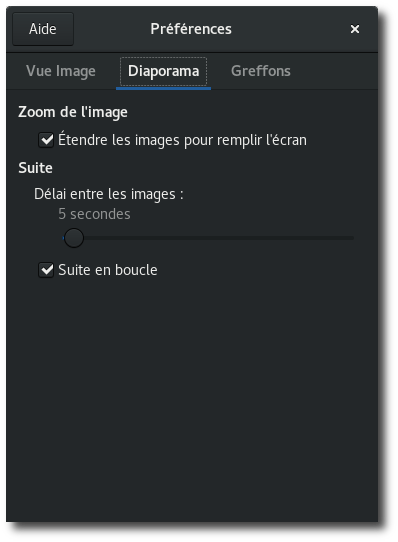 Aide
Préférences
Vue Image
Diaporama
Greffons
Zoom de l'image
Étendre les images pour remplir l'écran
Suite
Délai entre les images :
5 secondes
Suite en boucle